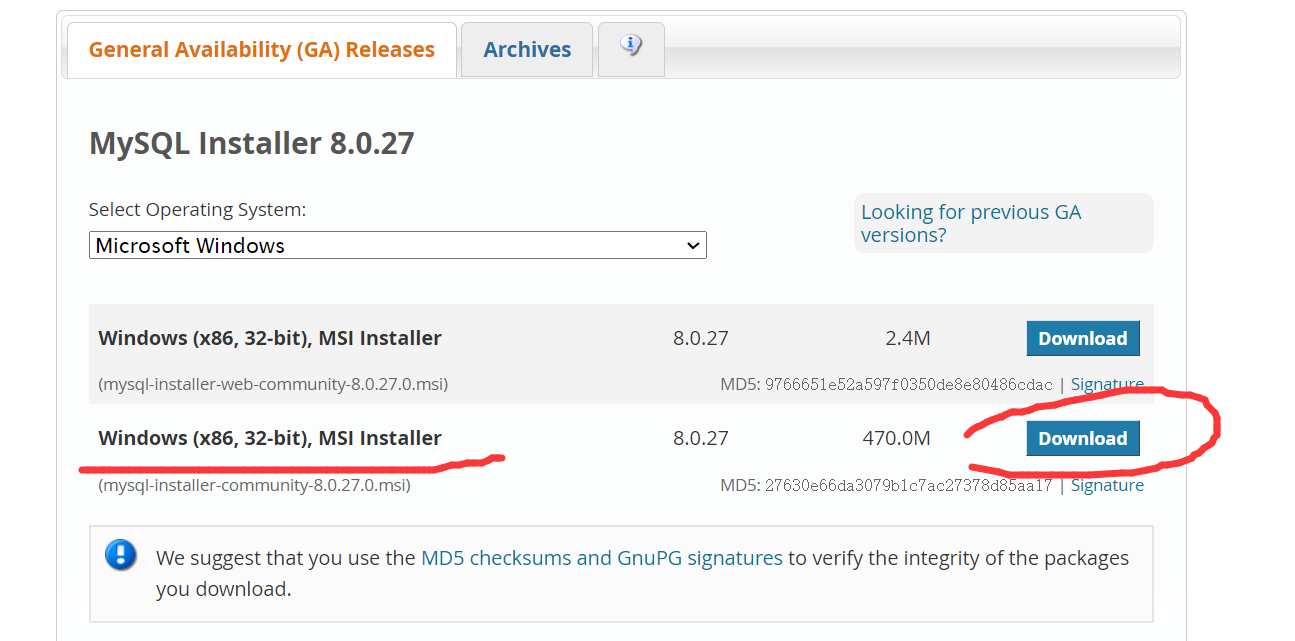 General Availability (GA) Releases
Archives
MySQL Installer 8.0.27
Select Operating System:
Looking for previous GA
versions?
Microsoft Windows
Windows (x86, 32-bit), MSI Installer 8.0.27 2.4M Download
(mysql-installer-web-community-8.0.27.0.msi) MD5: 9766651e52a597f0350de8e80486cdac | Signature
Windows (x86, 32-bit), MSI Installer 8.0.27 470.0M Download
(mysql-installer-community-8.0.27.0.msi) MD5: 27630e66da3079b1c7ac27378d85aa17 | Signature
We suggest that you use the MD5 checksums and GnuPG signatures to verify the integrity of the packages
you download.